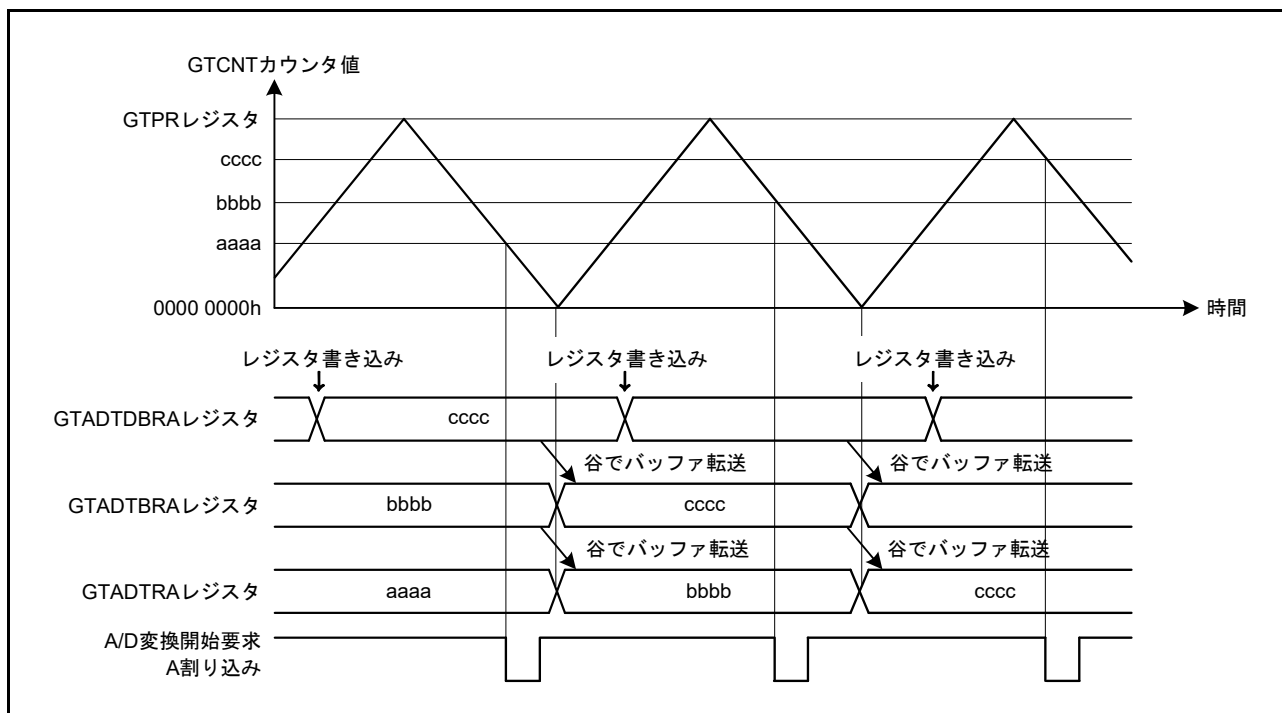 GTCNTカウンタ値
GTPRレジスタ
cccc
bbbb
aaaa
0000 0000h
時間
レジスタ書き込み レジスタ書き込み レジスタ書き込み
GTADTDBRAレジスタ cccc
谷でバッファ転送 谷でバッファ転送
GTADTBRAレジスタ bbbb cccc
谷でバッファ転送 谷でバッファ転送
GTADTRAレジスタ aaaa bbbb cccc
A/D変換開始要求
A割り込み